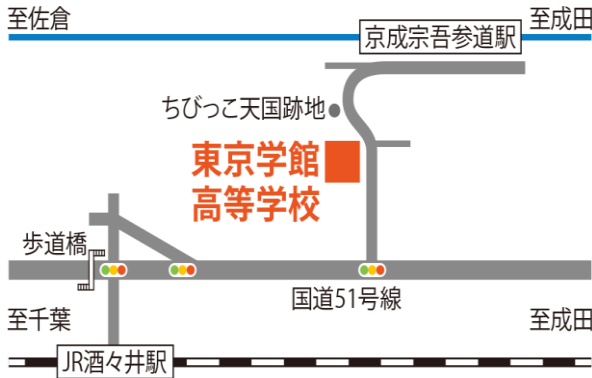 至佐倉
至成田
京成宗吾参道駅
ちびっこ天国跡地
東京学館
高等学校
歩道橋
国道51号線
至千葉
至成田
JR酒々井駅